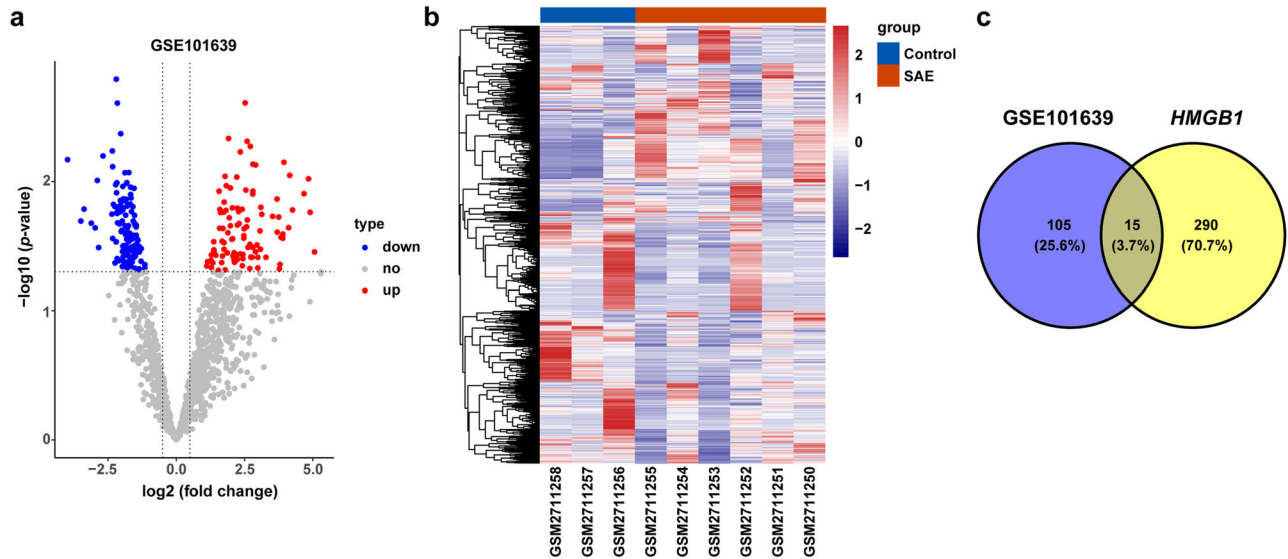 a
GSE101639
−log10 (p-value)
2
1
0
−2.5
0.0
2.5
5.0
log2 (fold change)
type
down
no
up
b
2
1
0
−1
−2
group
Control
SAE
GSM2711258
GSM2711257
GSM2711256
GSM2711255
GSM2711254
GSM2711253
GSM2711252
GSM2711251
GSM2711250
c
GSE101639
HMGB1
105
(25.6%)
15
(3.7%)
290
(70.7%)